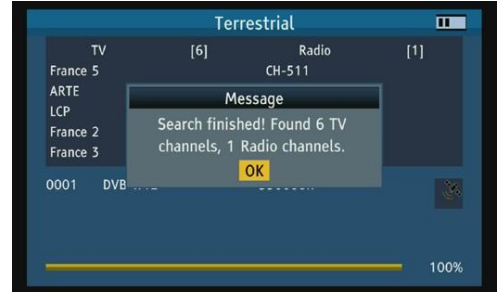 Terrestrial
TV [6] Radio [1]
France 5 CH-511
ARTE
LCP
France 2
France 3
Message
Search finished! Found 6 TV
channels, 1 Radio channels.
OK
0001
100%